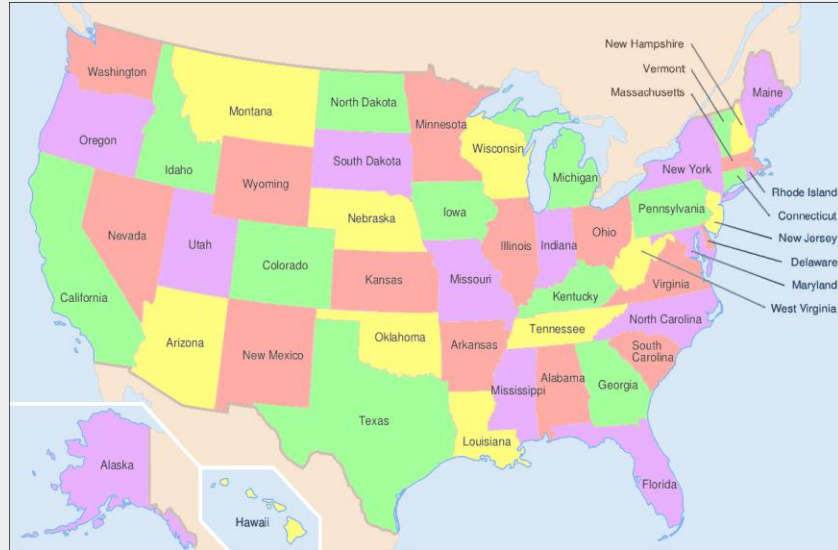 New Hampshire
Vermont
Massachusetts
Washington
Montana
North Dakota
Minnesota
Maine
Oregon
Idaho
South Dakota
Wisconsin
Michigan
New York
Rhode Island
Wyoming
Connecticut
Nebraska
Iowa
Pennsylvania
New Jersey
Nevada
Utah
Colorado
Illinois
Indiana
Ohio
Delaware
Maryland
California
Kansas
Missouri
Kentucky
Virginia
West Virginia
Arizona
New Mexico
Oklahoma
Arkansas
Tennessee
North Carolina
South
Carolina
Texas
Louisiana
Mississippi
Alabama
Georgia
Alaska
Hawaii
Florida